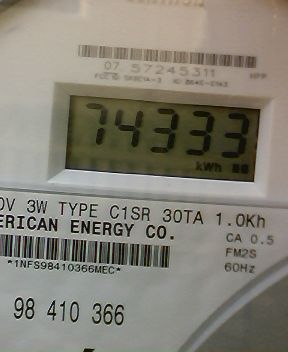 07 57245311
74333
kWh
0V 3W TYPE C1SR 30TA 1.0Kh
ERICAN ENERGY CO.
CA 0.5
*1NFS98410366MEC*
FM2S
60Hz
98 410 366